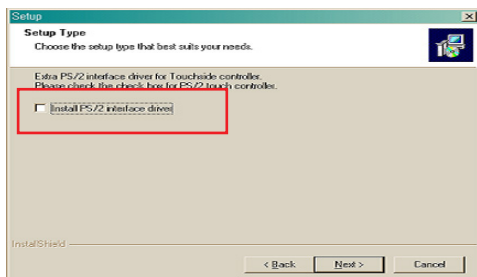 Setup
Setup Type
Choose the setup type that best suits your needs.
Extra PS/2 interface driver for Touchside controller.
Please check the check box for PS/2 touch controller.
Install PS/2 interface driver
InstallShield
< Back
Next >
Cancel